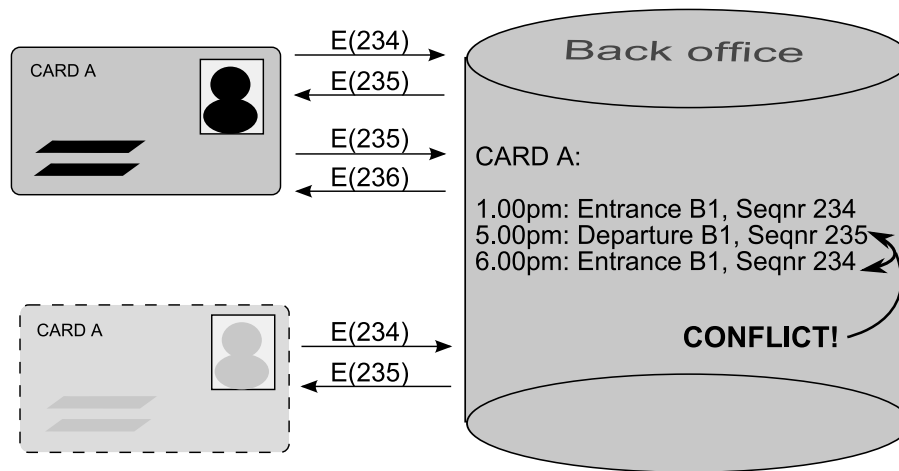 CARD A
E(234)
E(235)
E(235)
E(236)
Back office
CARD A:
1.00pm: Entrance B1, Seqnr 234
5.00pm: Departure B1, Seqnr 235
6.00pm: Entrance B1, Seqnr 234
CONFLICT!
CARD A
E(234)
E(235)